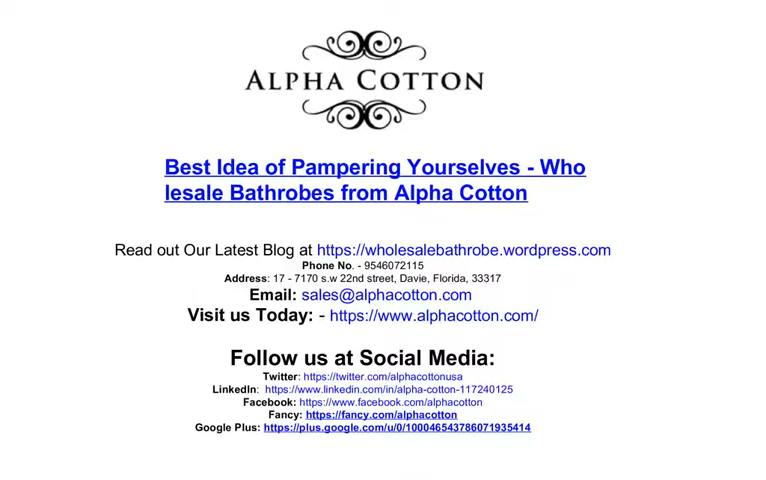 ALPHA COTTON
Best Idea of Pampering Yourselves - Who
lesale Bathrobes from Alpha Cotton
Read out Our Latest Blog at https://wholesalebathrobe.wordpress.com
Phone No. - 9546072115
Address: 17 - 7170 s.w 22nd street, Davie, Florida, 33317
Email: sales@alphacotton.com
Visit us Today: - https://www.alphacotton.com/
Follow us at Social Media:
Twitter: https://twitter.com/alphacottonusa
LinkedIn: https://www.linkedin.com/in/alpha-cotton-117240125
Facebook: https://www.facebook.com/alphacotton
Fancy: https://fancy.com/alphacotton
Google Plus: https://plus.google.com/u/0/100046543786071935414